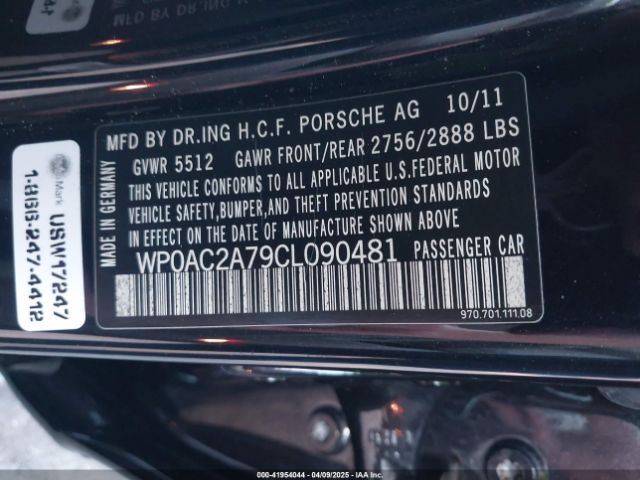 MFD BY DR.ING H.C.F. PORSCHE AG 10/11
GVWR 5512 GAWR FRONT/REAR 2756/2888 LBS
THIS VEHICLE CONFORMS TO ALL APPLICABLE U.S.FEDERAL MOTOR
VEHICLE SAFETY,BUMPER,AND THEFT PREVENTION STANDARDS
IN EFFECT ON THE DATE OF MANUFACTURE SHOWN ABOVE
WP0AC2A79CL090481 PASSENGER CAR
MADE IN GERMANY
970.701.111.08
Mark USW17247
1-866-247-4412
000-41954044 - 04/09/2025 - IAA Inc.